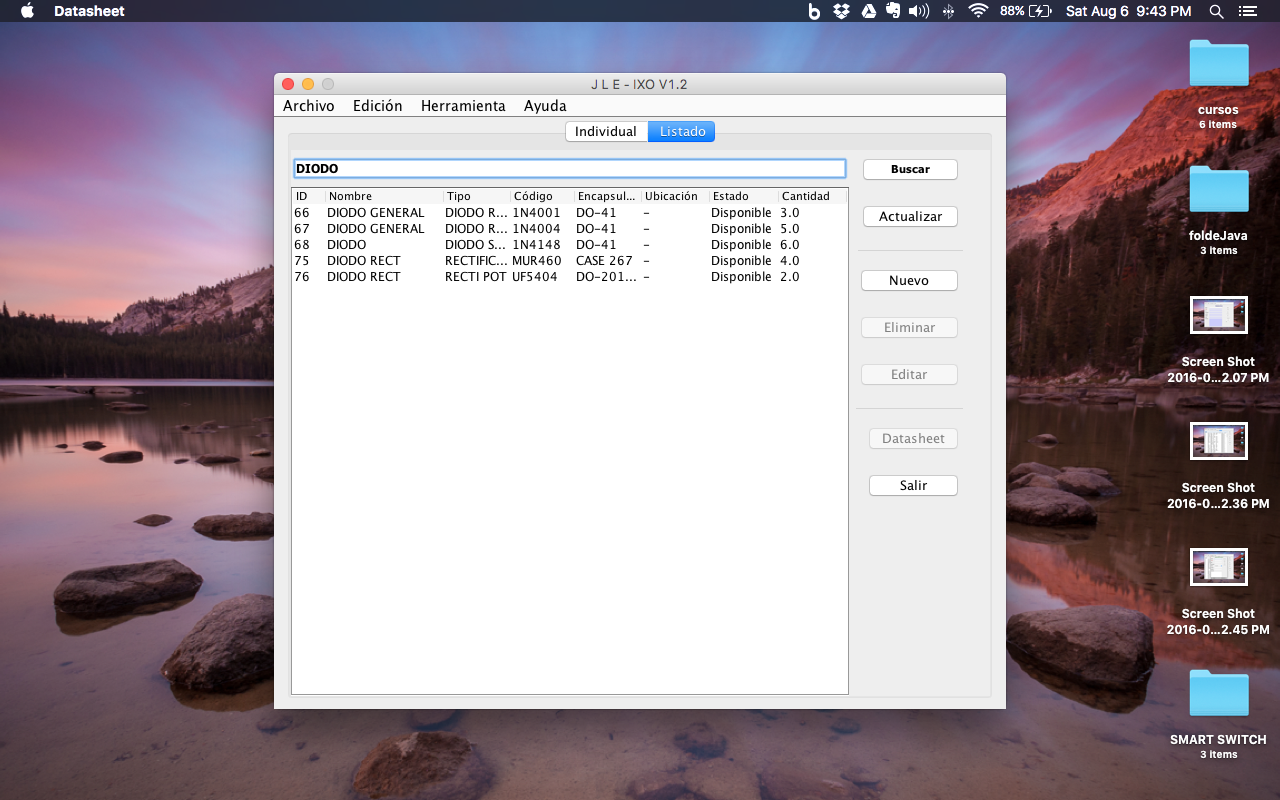 Datasheet 88% Sat Aug 6 9:43 PM
J L E - IXO V1.2
Archivo Edición Herramienta Ayuda
Individual Listado
DIODO Buscar
ID Nombre Tipo Código Encapsul... Ubicación Estado Cantidad
66 DIODO GENERAL DIODO R... 1N4001 DO-41 - Disponible 3.0
67 DIODO GENERAL DIODO R... 1N4004 DO-41 - Disponible 5.0
68 DIODO DIODO S... 1N4148 DO-41 - Disponible 6.0
75 DIODO RECT RECTIFIC... MUR460 CASE 267 - Disponible 4.0
76 DIODO RECT RECTI POT UF5404 DO-201... - Disponible 2.0
Actualizar
Nuevo
Eliminar
Editar
Datasheet
Salir
cursos
6 items
foldeJava
3 items
Screen Shot
2016-0...2.07 PM
Screen Shot
2016-0...2.36 PM
Screen Shot
2016-0...2.45 PM
SMART SWITCH
3 items